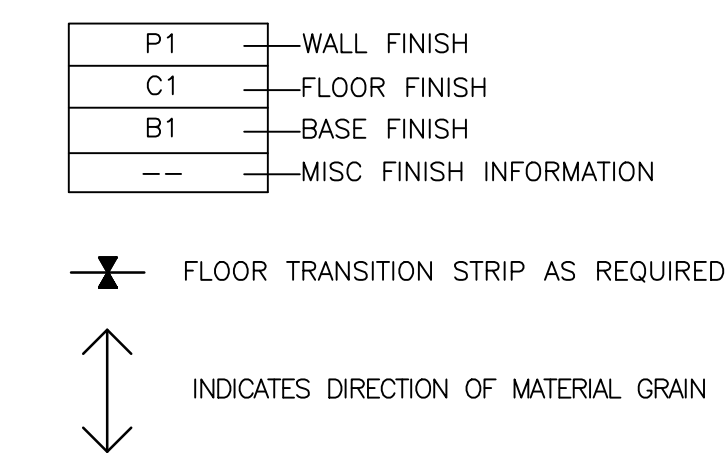 P1 WALL FINISH
C1 FLOOR FINISH
B1 BASE FINISH
-- MISC FINISH INFORMATION
FLOOR TRANSITION STRIP AS REQUIRED
INDICATES DIRECTION OF MATERIAL GRAIN